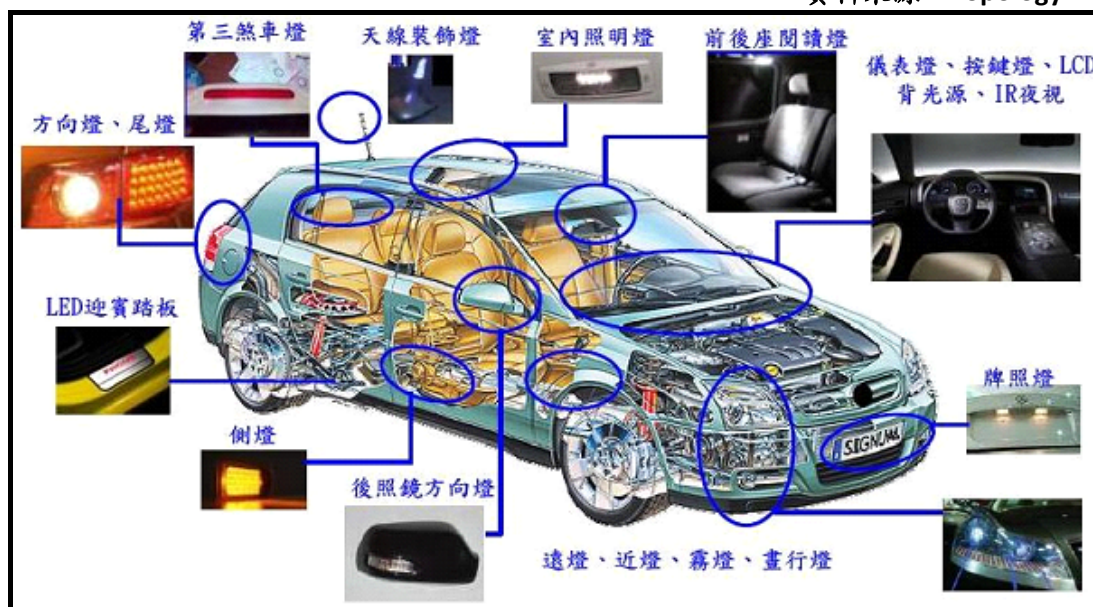 第三煞車燈
天線裝飾燈
室內照明燈
前後座閱讀燈
儀表燈、按鍵燈、LCD
背光源、IR夜視
方向燈、尾燈
LED迎賓踏板
牌照燈
SIGNUM
側燈
後照鏡方向燈
遠燈、近燈、霧燈、晝行燈